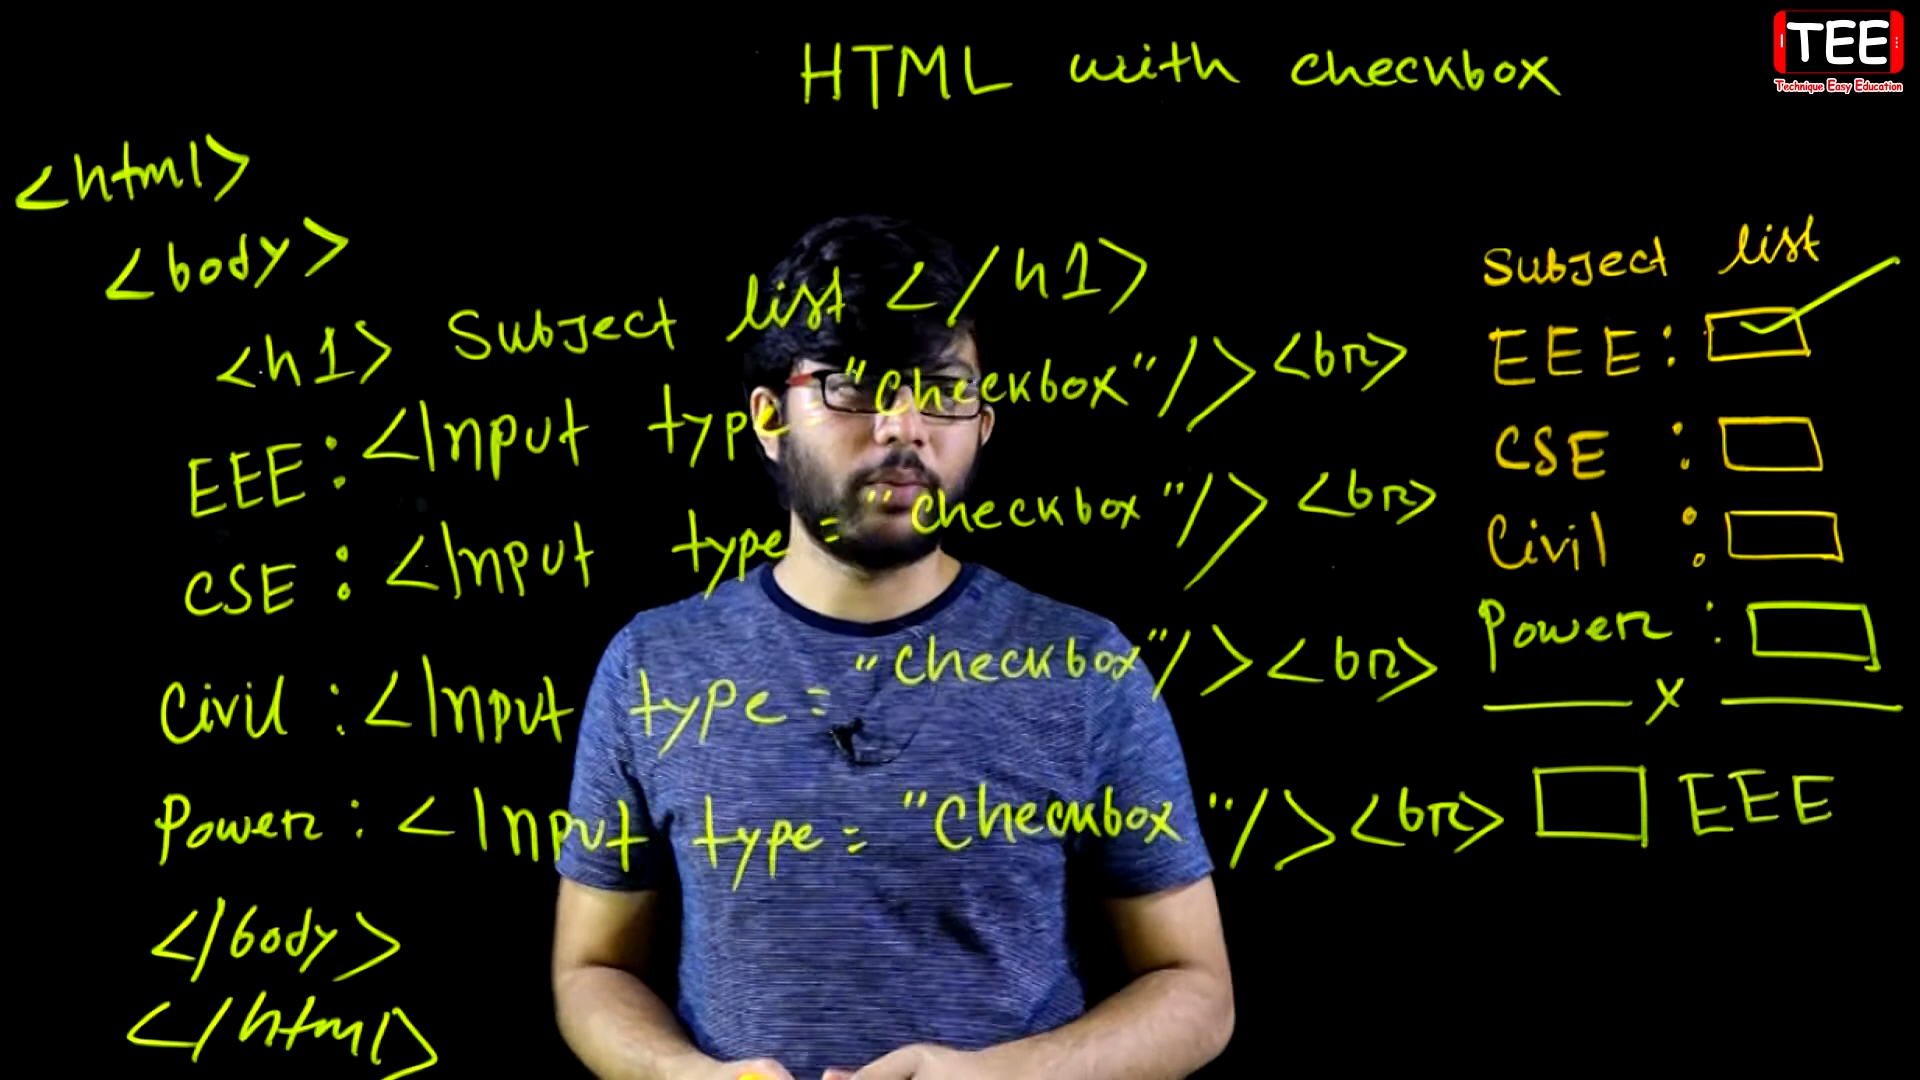 TEE
Technique Easy Education
HTML with checkbox
<html>
<body>
<h1> Subject list </h1>
EEE : <Input type = "Checkbox"/> <br>
CSE : <Input type = "Checkbox"/> <br>
Civil : <Input type = "Checkbox"/> <br>
Power : <Input type = "Checkbox"/> <br>
</body>
</html>
Subject list
EEE :
CSE :
Civil :
Power :
X
EEE